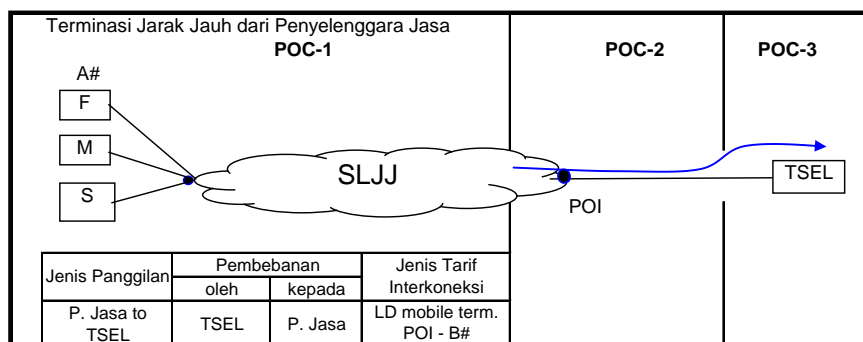 Terminasi Jarak Jauh dari Penyelenggara Jasa
POC-1
POC-2
POC-3
A#
F
M
S
SLJJ
POI
TSEL
Jenis Panggilan
Pembebanan
Jenis Tarif
Interkoneksi
oleh
kepada
P. Jasa to
TSEL
TSEL
P. Jasa
LD mobile term.
POI - B#